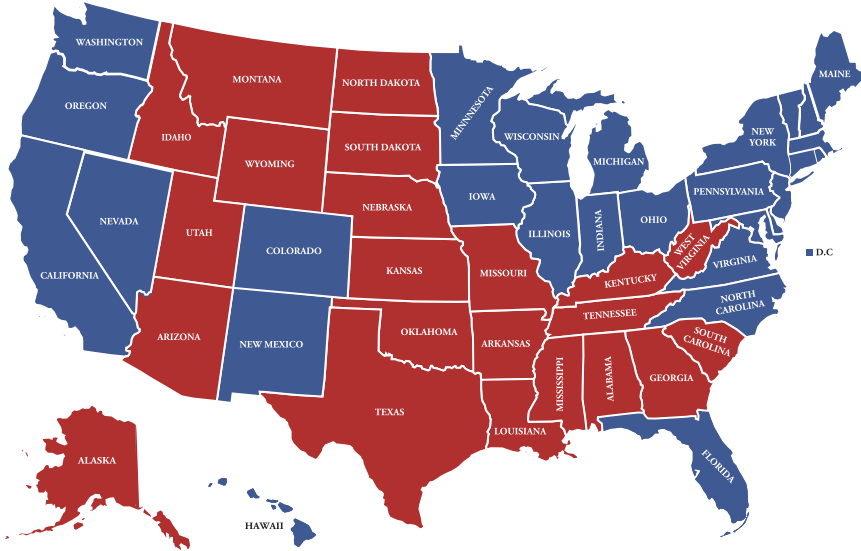 WASHINGTON
OREGON
CALIFORNIA
NEVADA
IDAHO
MONTANA
WYOMING
UTAH
COLORADO
ARIZONA
NEW MEXICO
NORTH DAKOTA
SOUTH DAKOTA
NEBRASKA
KANSAS
OKLAHOMA
TEXAS
MINNNESOTA
IOWA
MISSOURI
ARKANSAS
LOUISIANA
WISCONSIN
ILLINOIS
MICHIGAN
INDIANA
OHIO
KENTUCKY
TENNESSEE
MISSISSIPPI
ALABAMA
GEORGIA
FLORIDA
SOUTH
CAROLINA
NORTH
CAROLINA
VIRGINIA
WEST
VIRGINIA
PENNSYLVANIA
NEW
YORK
MAINE
D.C
ALASKA
HAWAII